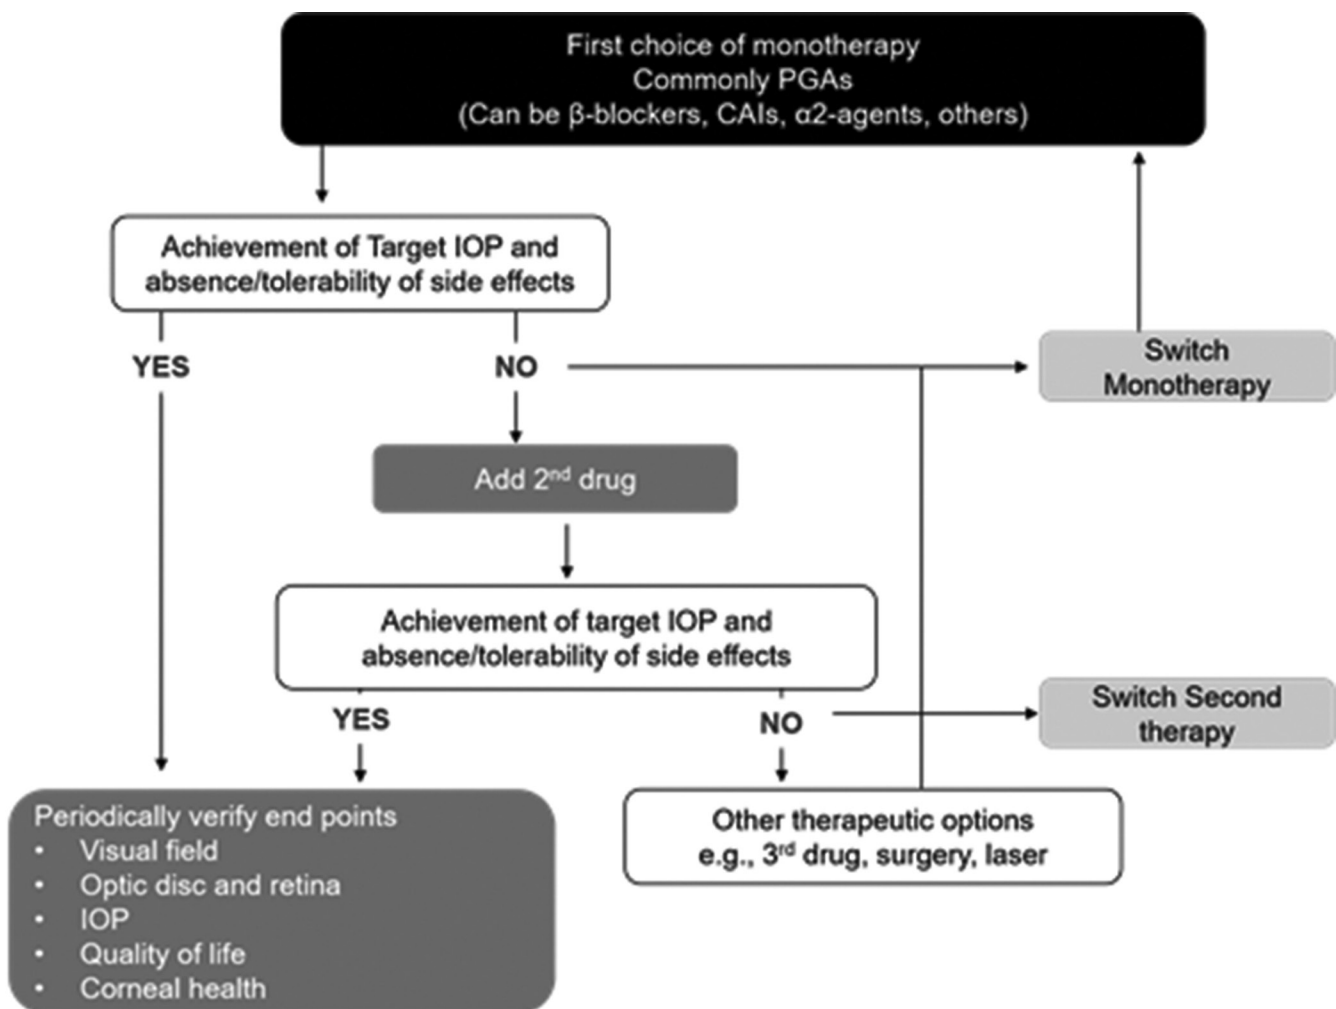 First choice of monotherapy
Commonly PGAs
(Can be β-blockers, CAIs, α2-agents, others)
Achievement of Target IOP and
absence/tolerability of side effects
YES
NO
Switch
Monotherapy
Add 2nd drug
Achievement of target IOP and
absence/tolerability of side effects
YES
NO
Switch Second
therapy
Periodically verify end points
• Visual field
• Optic disc and retina
• IOP
• Quality of life
• Corneal health
Other therapeutic options
e.g., 3rd drug, surgery, laser